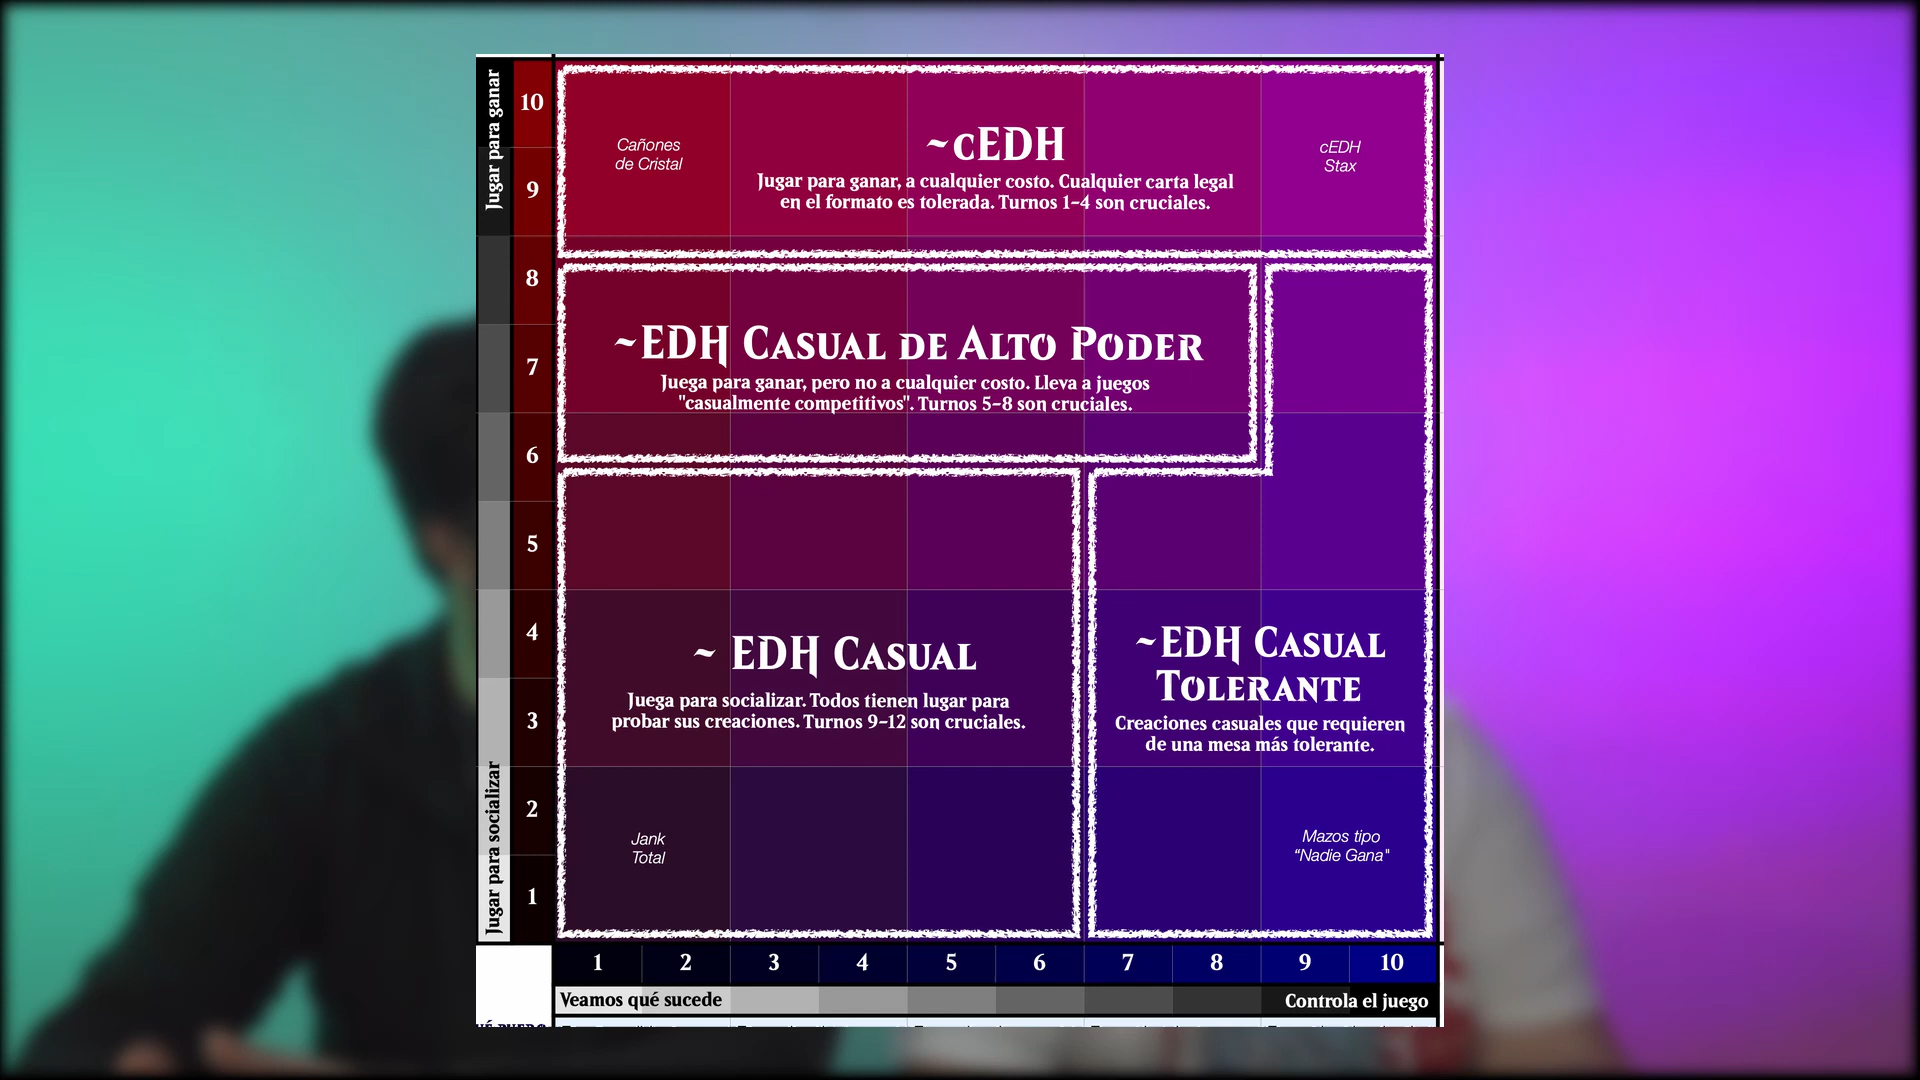 Jugar para ganar
10
9
8
7
6
5
4
3
2
1
Jugar para socializar
Cañones
de Cristal
~cEDH
Jugar para ganar, a cualquier costo. Cualquier carta legal
en el formato es tolerada. Turnos 1-4 son cruciales.
cEDH
Stax
~EDH Casual de Alto Poder
Juega para ganar, pero no a cualquier costo. Lleva a juegos
"casualmente competitivos". Turnos 5-8 son cruciales.
~ EDH Casual
Juega para socializar. Todos tienen lugar para
probar sus creaciones. Turnos 9-12 son cruciales.
Jank
Total
~EDH Casual
Tolerante
Creaciones casuales que requieren
de una mesa más tolerante.
Mazos tipo
“Nadie Gana"
1 2 3 4 5 6 7 8 9 10
Veamos qué sucede
Controla el juego